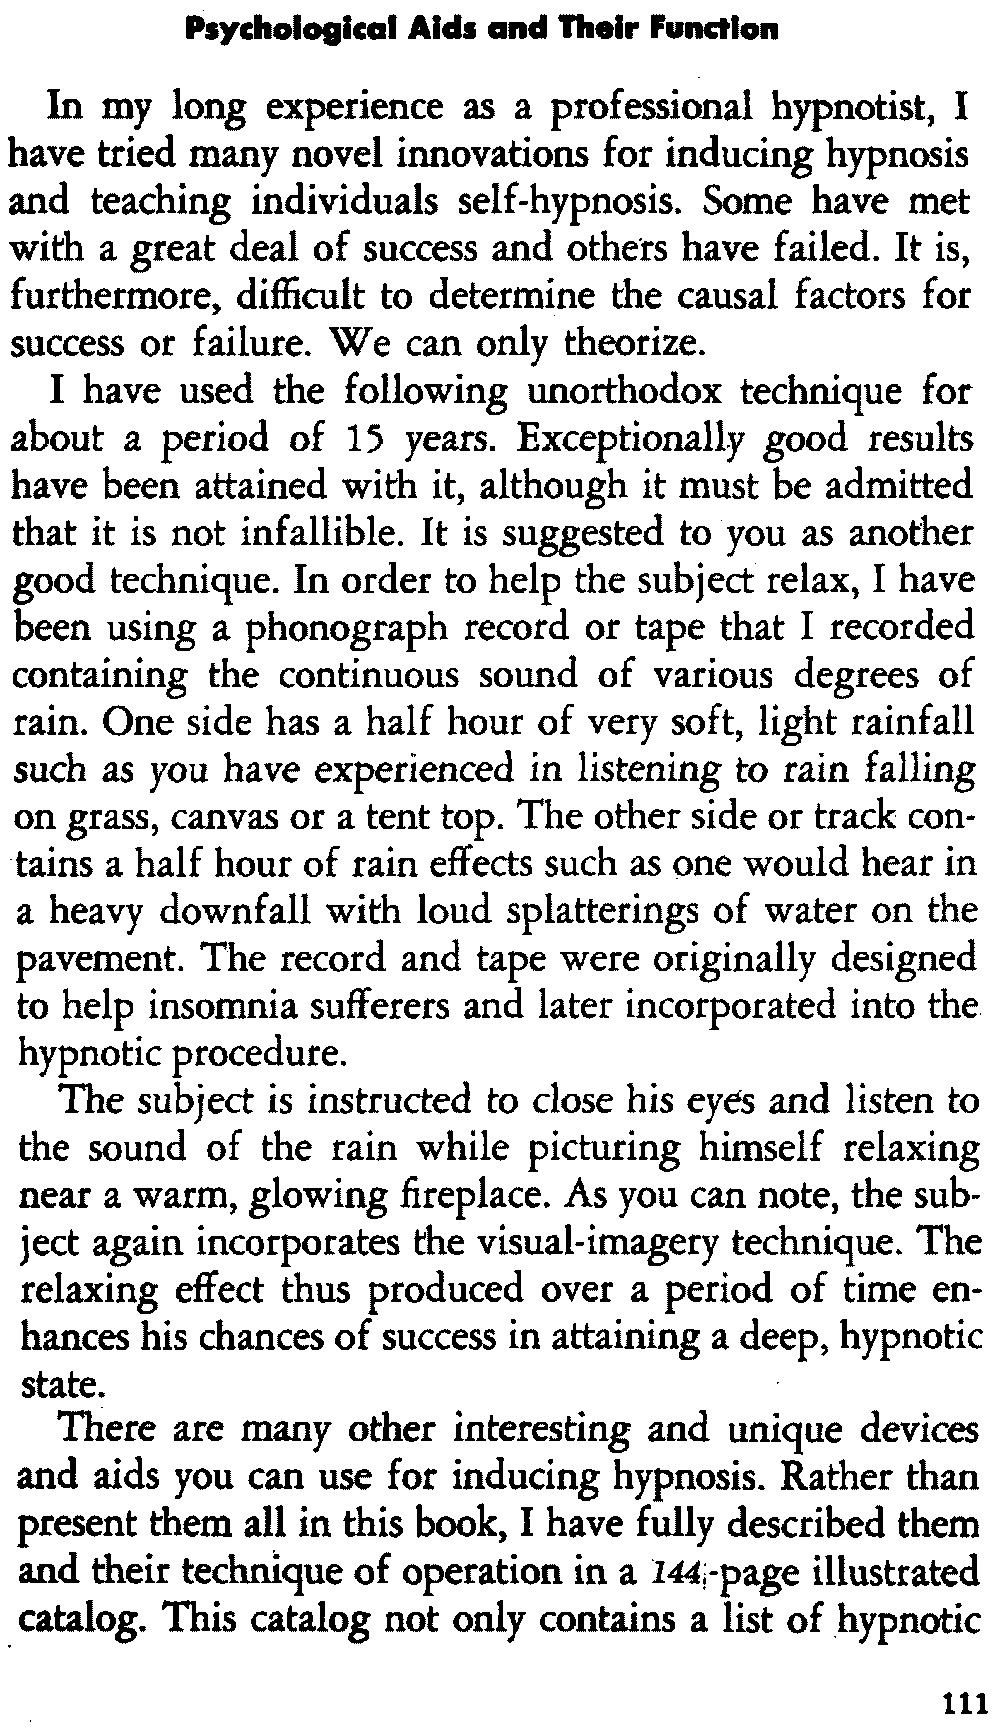 Psychological Aids and Their Function
In my long experience as a professional hypnotist, I
have tried many novel innovations for inducing hypnosis
and teaching individuals self-hypnosis. Some have met
with a great deal of success and others have failed. It is,
furthermore, difficult to determine the causal factors for
success or failure. We can only theorize.
I have used the following unorthodox technique for
about a period of 15 years. Exceptionally good results
have been attained with it, although it must be admitted
that it is not infallible. It is suggested to you as another
good technique. In order to help the subject relax, I have
been using a phonograph record or tape that I recorded
containing the continuous sound of various degrees of
rain. One side has a half hour of very soft, light rainfall
such as you have experienced in listening to rain falling
on grass, canvas or a tent top. The other side or track con-
tains a half hour of rain effects such as one would hear in
a heavy downfall with loud splatterings of water on the
pavement. The record and tape were originally designed
to help insomnia sufferers and later incorporated into the
hypnotic procedure.
The subject is instructed to close his eyes and listen to
the sound of the rain while picturing himself relaxing
near a warm, glowing fireplace. As you can note, the sub-
ject again incorporates the visual-imagery technique. The
relaxing effect thus produced over a period of time en-
hances his chances of success in attaining a deep, hypnotic
state.
There are many other interesting and unique devices
and aids you can use for inducing hypnosis. Rather than
present them all in this book, I have fully described them
and their technique of operation in a 144-page illustrated
catalog. This catalog not only contains a list of hypnotic
111